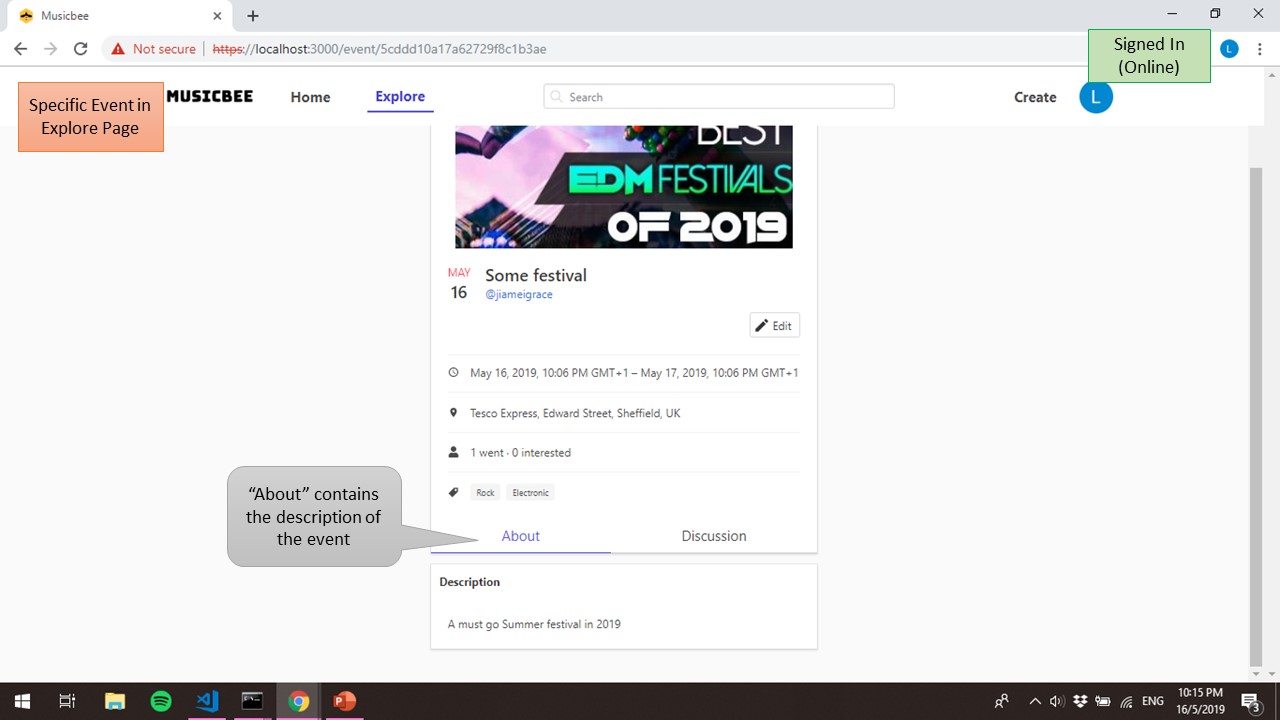 Musicbee
Not secure
https://localhost:3000/event/5cddd10a17a62729f8c1b3ae
L
Signed In
(Online)
Specific Event in
Explore Page
MUSICBEE
Home
Explore
Search
Create
L
BEST
EDM FESTIVALS
OF 2019
MAY
16
Some festival
@jiameigrace
Edit
May 16, 2019, 10:06 PM GMT+1 – May 17, 2019, 10:06 PM GMT+1
Tesco Express, Edward Street, Sheffield, UK
1 went · 0 interested
Rock
Electronic
“About” contains
the description of
the event
About
Discussion
Description
A must go Summer festival in 2019
ENG
10:15 PM
16/5/2019
3